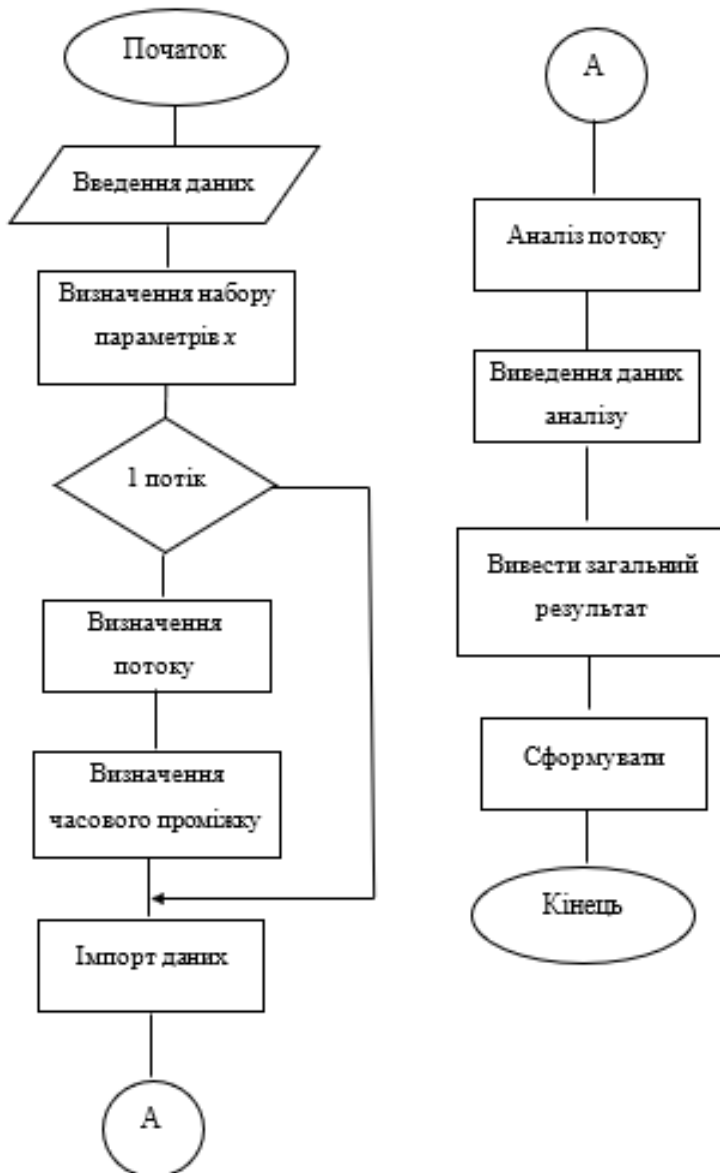 Початок
Введення даних
Визначення набору
параметрів x
1 потік
Визначення
потоку
Визначення
часового проміжку
Імпорт даних
А
А
Аналіз потоку
Виведення даних
аналізу
Вивести загальний
результат
Сформувати
Кінець